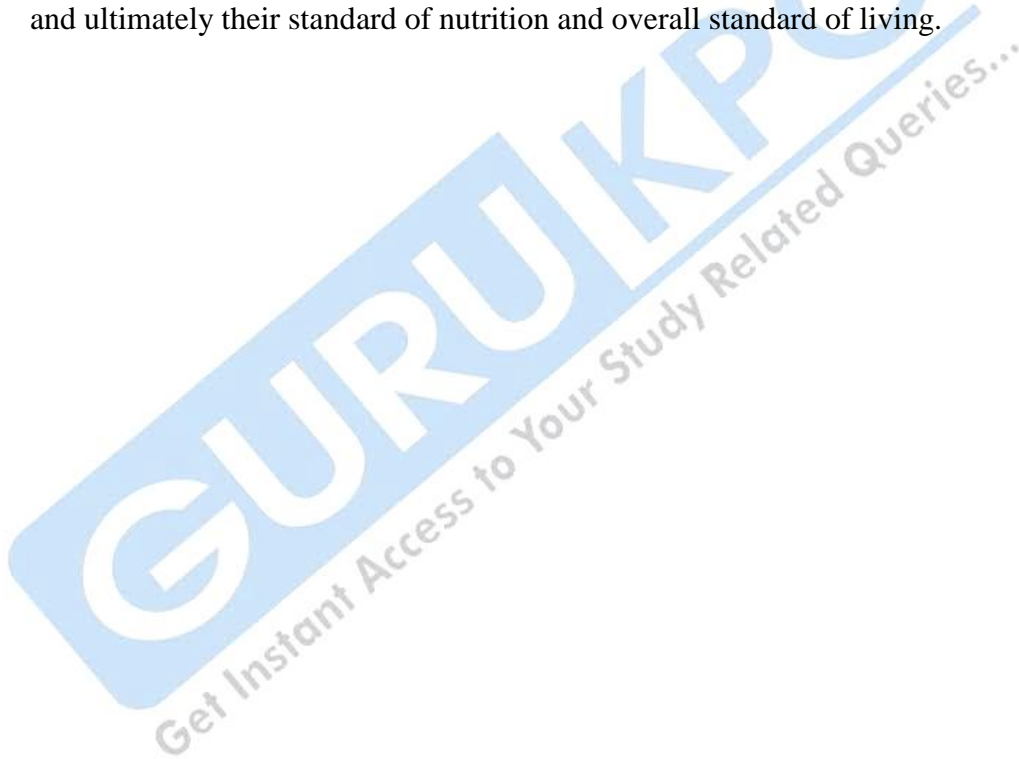 and ultimately their standard of nutrition and overall standard of living.
GURUKPO
Get Instant Access to Your Study Related Queries...